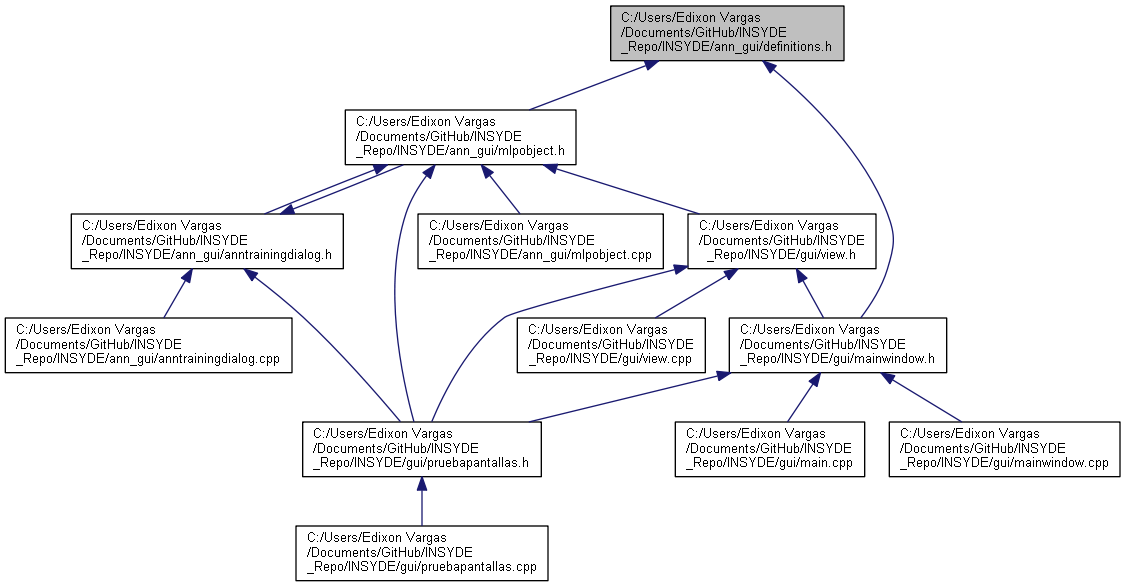 C:/Users/Edixon Vargas
/Documents/GitHub/INSYDE
_Repo/INSYDE/ann_gui/definitions.h
C:/Users/Edixon Vargas
/Documents/GitHub/INSYDE
_Repo/INSYDE/ann_gui/mlpobject.h
C:/Users/Edixon Vargas
/Documents/GitHub/INSYDE
_Repo/INSYDE/ann_gui/anntrainingdialog.h
C:/Users/Edixon Vargas
/Documents/GitHub/INSYDE
_Repo/INSYDE/ann_gui/mlpobject.cpp
C:/Users/Edixon Vargas
/Documents/GitHub/INSYDE
_Repo/INSYDE/gui/view.h
C:/Users/Edixon Vargas
/Documents/GitHub/INSYDE
_Repo/INSYDE/ann_gui/anntrainingdialog.cpp
C:/Users/Edixon Vargas
/Documents/GitHub/INSYDE
_Repo/INSYDE/gui/view.cpp
C:/Users/Edixon Vargas
/Documents/GitHub/INSYDE
_Repo/INSYDE/gui/mainwindow.h
C:/Users/Edixon Vargas
/Documents/GitHub/INSYDE
_Repo/INSYDE/gui/pruebapantallas.h
C:/Users/Edixon Vargas
/Documents/GitHub/INSYDE
_Repo/INSYDE/gui/main.cpp
C:/Users/Edixon Vargas
/Documents/GitHub/INSYDE
_Repo/INSYDE/gui/mainwindow.cpp
C:/Users/Edixon Vargas
/Documents/GitHub/INSYDE
_Repo/INSYDE/gui/pruebapantallas.cpp